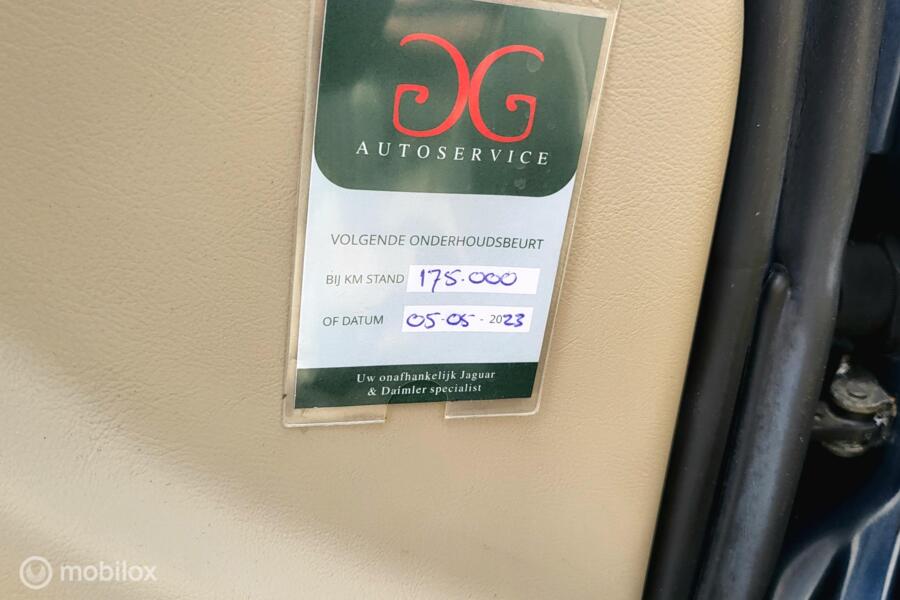 GG
AUTOSERVICE
VOLGENDE ONDERHOUDSBEURT
BIJ KM STAND 175.000
OF DATUM 05-05-2023
Uw onafhankelijk Jaguar
& Daimler specialist
mobilox